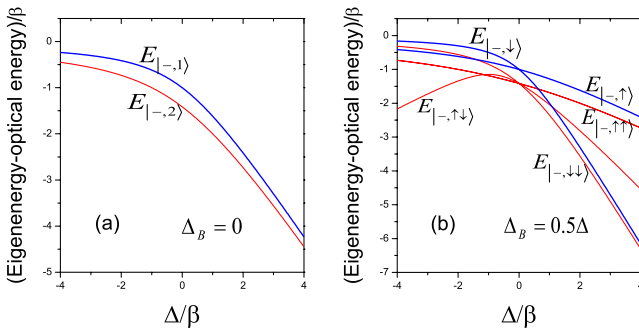 (Eigenenergy-optical energy)/β
0
-1
-2
-3
-4
-5
-4
-2
0
2
4
E|−,1⟩
E|−,2⟩
(a)
Δ_B = 0
Δ/β
(Eigenenergy-optical energy)/β
0
-1
-2
-3
-4
-5
-6
-7
-4
-2
0
2
4
E|−,↓⟩
E|−,↑⟩
E|−,↑↑⟩
E|−,↑↓⟩
E|−,↓↓⟩
(b)
Δ_B = 0.5Δ
Δ/β